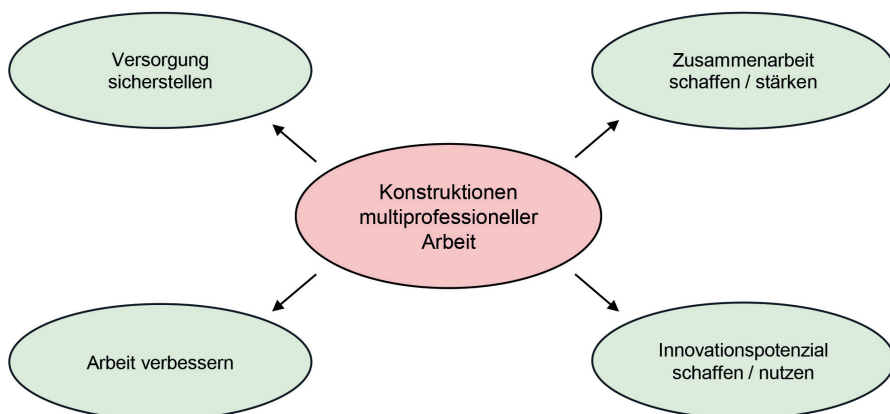 Versorgung
sicherstellen
Zusammenarbeit
schaffen / stärken
Konstruktionen
multiprofessioneller
Arbeit
Arbeit verbessern
Innovationspotenzial
schaffen / nutzen